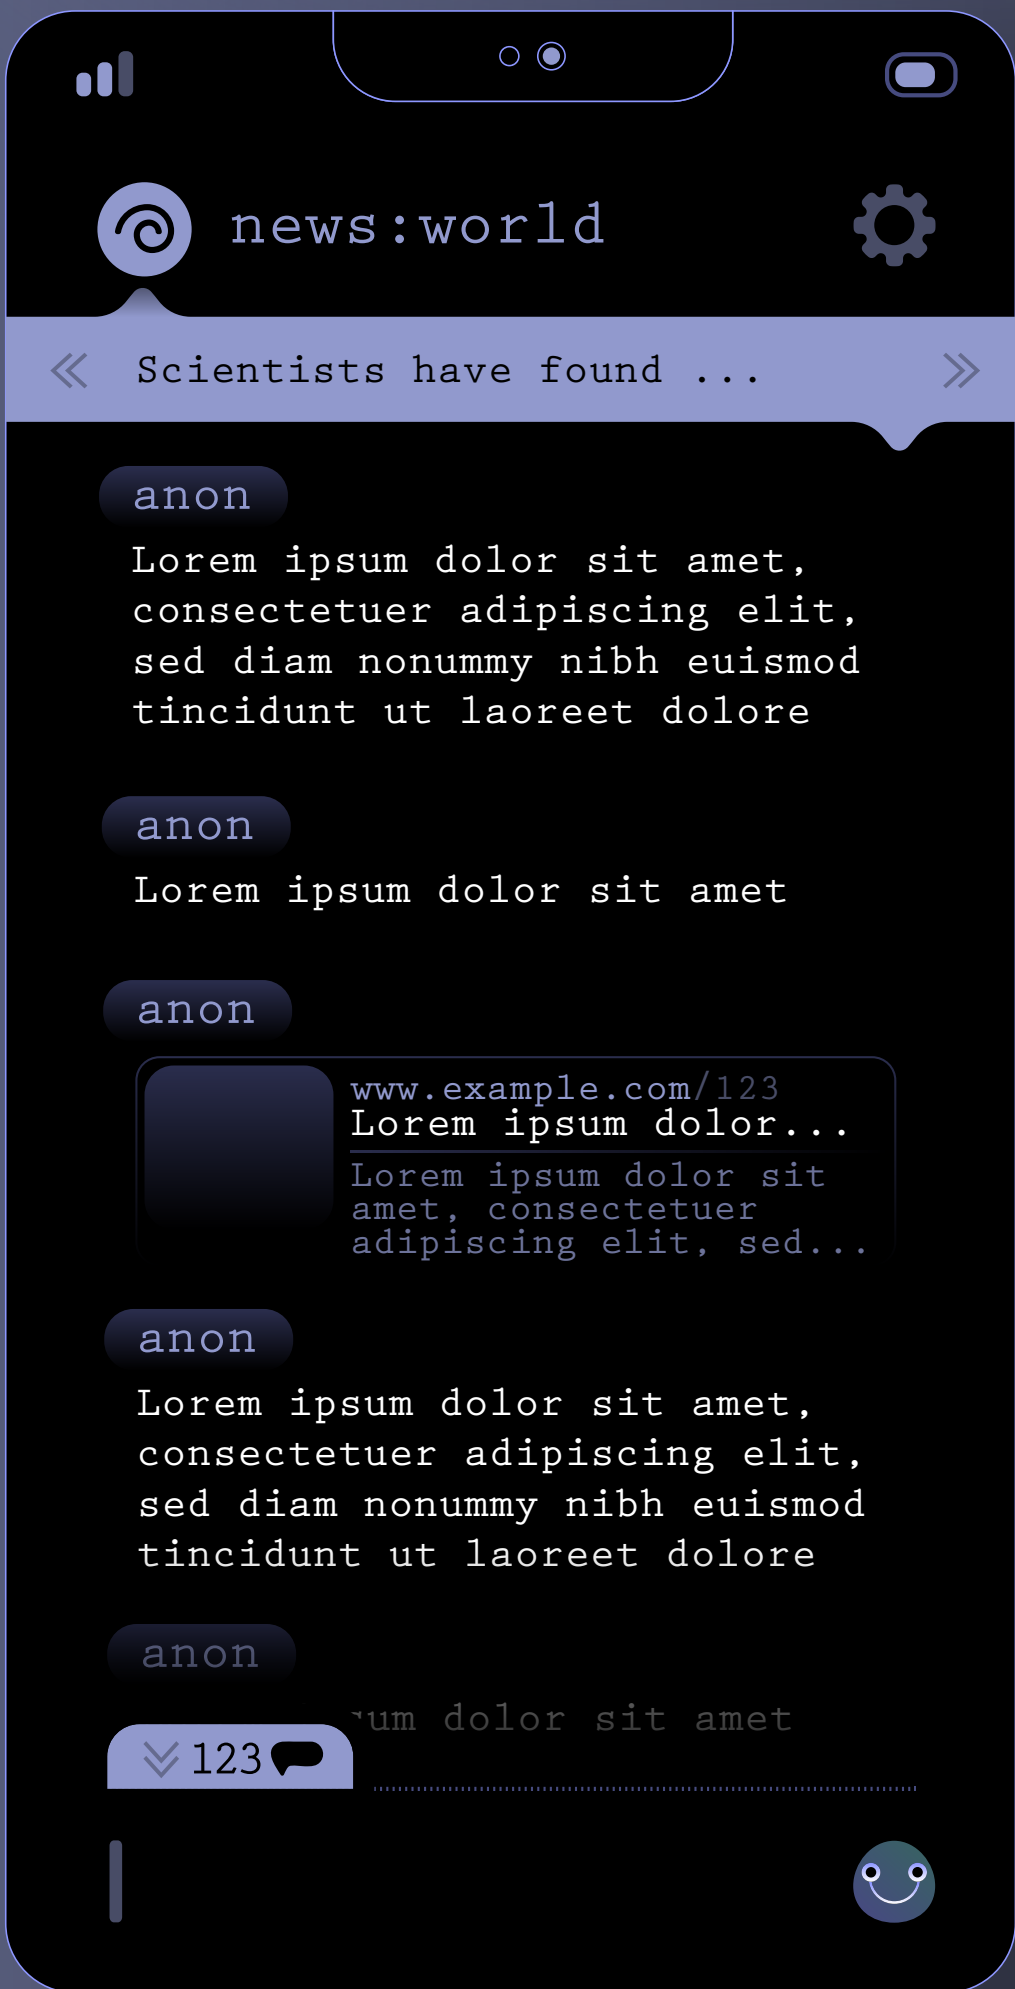 news:world
Scientists have found ...
anon
Lorem ipsum dolor sit amet,
consectetuer adipiscing elit,
sed diam nonummy nibh euismod
tincidunt ut laoreet dolore
anon
Lorem ipsum dolor sit amet
anon
www.example.com/123
Lorem ipsum dolor...
Lorem ipsum dolor sit
amet, consectetuer
adipiscing elit, sed...
anon
Lorem ipsum dolor sit amet,
consectetuer adipiscing elit,
sed diam nonummy nibh euismod
tincidunt ut laoreet dolore
anon
dolor sit amet
123